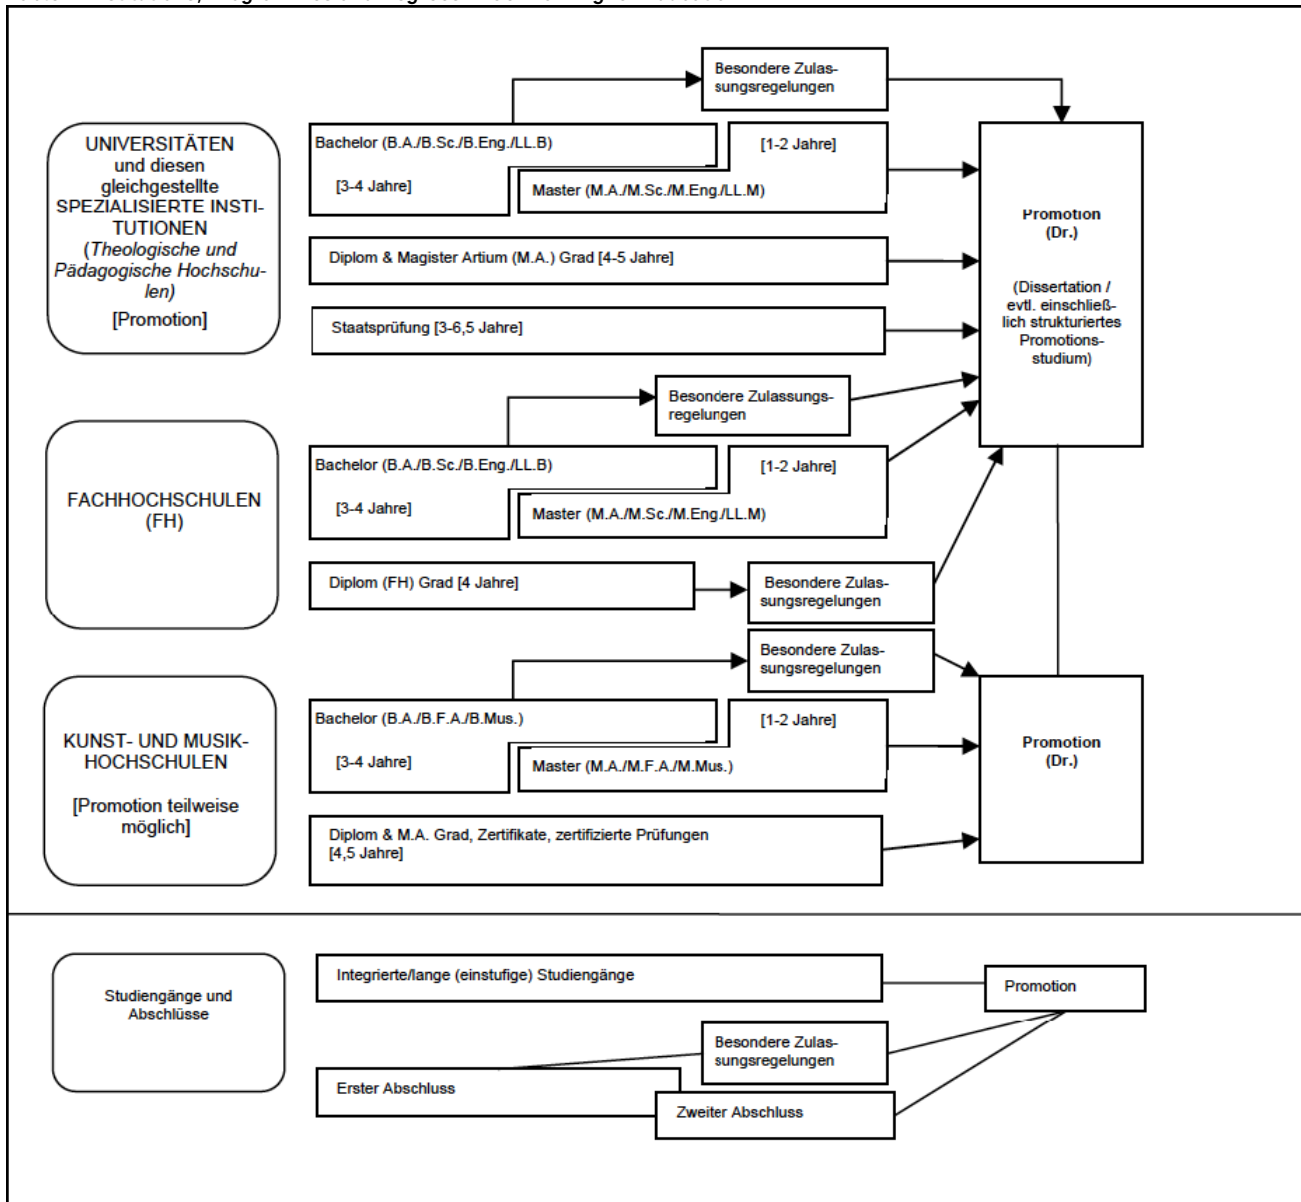 Besondere Zulas-
sungsregelungen
UNIVERSITÄTEN
und diesen
gleichgestellte
SPEZIALISIERTE INSTI-
TUTIONEN
(Theologische und
Pädagogische Hochschu-
len)
[Promotion]
Bachelor (B.A./B.Sc./B.Eng./LL.B)
[3-4 Jahre]
[1-2 Jahre]
Master (M.A./M.Sc./M.Eng./LL.M)
Diplom & Magister Artium (M.A.) Grad [4-5 Jahre]
Staatsprüfung [3-6,5 Jahre]
Promotion
(Dr.)
(Dissertation /
evtl. einschließ-
lich strukturiertes
Promotions-
studium)
Besondere Zulassungs-
regelungen
FACHHOCHSCHULEN
(FH)
Bachelor (B.A./B.Sc./B.Eng./LL.B)
[3-4 Jahre]
[1-2 Jahre]
Master (M.A./M.Sc./M.Eng./LL.M)
Diplom (FH) Grad [4 Jahre]
Besondere Zulas-
sungsregelungen
Besondere Zulas-
sungsregelungen
KUNST- UND MUSIK-
HOCHSCHULEN
[Promotion teilweise
möglich]
Bachelor (B.A./B.F.A./B.Mus.)
[3-4 Jahre]
[1-2 Jahre]
Master (M.A./M.F.A./M.Mus.)
Diplom & M.A. Grad, Zertifikate, zertifizierte Prüfungen
[4,5 Jahre]
Promotion
(Dr.)
Studiengänge und
Abschlüsse
Integrierte/lange (einstufige) Studiengänge
Promotion
Besondere Zulas-
sungsregelungen
Erster Abschluss
Zweiter Abschluss